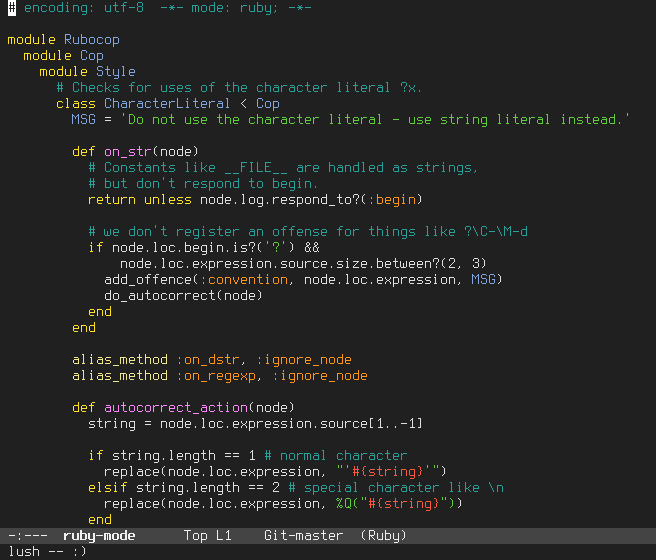 # encoding: utf-8  -*- mode: ruby; -*-

module Rubocop
  module Cop
    module Style
      # Checks for uses of the character literal ?x.
      class CharacterLiteral < Cop
        MSG = 'Do not use the character literal - use string literal instead.'

        def on_str(node)
          # Constants like __FILE__ are handled as strings,
          # but don't respond to begin.
          return unless node.log.respond_to?(:begin)

          # we don't register an offense for things like ?\C-\M-d
          if node.loc.begin.is?('?') &&
              node.loc.expression.source.size.between?(2, 3)
            add_offence(:convention, node.loc.expression, MSG)
            do_autocorrect(node)
          end
        end

        alias_method :on_dstr, :ignore_node
        alias_method :on_regexp, :ignore_node

        def autocorrect_action(node)
          string = node.loc.expression.source[1..-1]

          if string.length == 1 # normal character
            replace(node.loc.expression, "'#{string}'")
          elsif string.length == 2 # special character like \n
            replace(node.loc.expression, %Q("#{string}"))
          end
-:---  ruby-mode      Top L1    Git-master  (Ruby)
lush -- :)